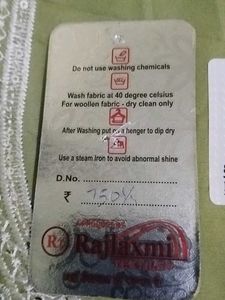 Do not use washing chemicals
Wash fabric at 40 degree celsius
For woollen fabric - dry clean only
After Washing put on a henger to dip dry
Use a steam iron to avoid abnormal shine
D.No.
₹ 750/-
R
Rajlaxmi